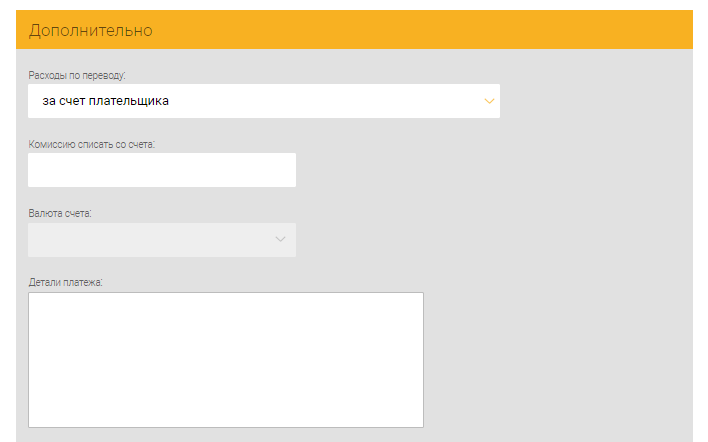 Дополнительно
Расходы по переводу:
за счет плательщика
Комиссию списать со счета:
Валюта счета:
Детали платежа: